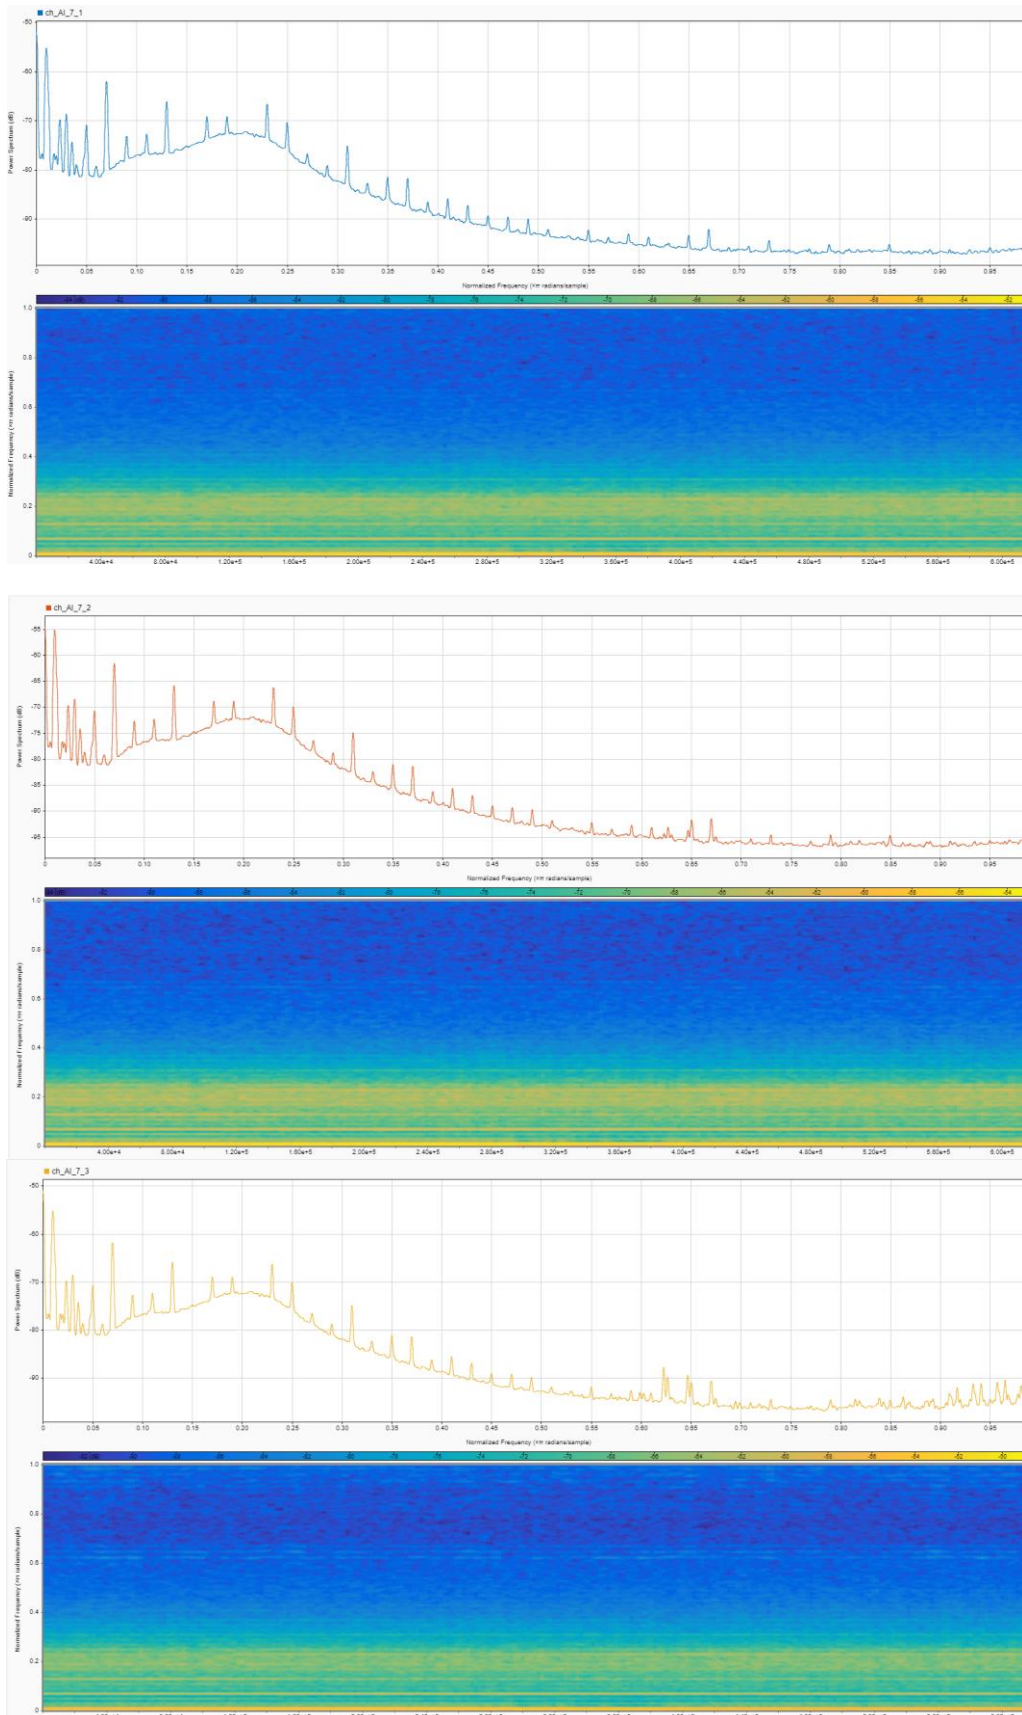 ch_AI_7_1
-50
-60
-70
-80
-90
Power Spectrum (dB)
0 0.05 0.10 0.15 0.20 0.25 0.30 0.35 0.40 0.45 0.50 0.55 0.60 0.65 0.70 0.75 0.80 0.85 0.90 0.95
Normalized Frequency (×π radians/sample)
1.0
0.8
0.6
0.4
0.2
0
Normalized Frequency (×π radians/sample)
4.00e+4 8.00e+4 1.20e+5 1.60e+5 2.00e+5 2.40e+5 2.80e+5 3.20e+5 3.60e+5 4.00e+5 4.40e+5 4.80e+5 5.20e+5 5.60e+5 6.00e+5
ch_AI_7_2
-55
-60
-65
-70
-75
-80
-85
-90
-95
Power Spectrum (dB)
0 0.05 0.10 0.15 0.20 0.25 0.30 0.35 0.40 0.45 0.50 0.55 0.60 0.65 0.70 0.75 0.80 0.85 0.90 0.95
Normalized Frequency (×π radians/sample)
1.0
0.8
0.6
0.4
0.2
0
Normalized Frequency (×π radians/sample)
4.00e+4 8.00e+4 1.20e+5 1.60e+5 2.00e+5 2.40e+5 2.80e+5 3.20e+5 3.60e+5 4.00e+5 4.40e+5 4.80e+5 5.20e+5 5.60e+5 6.00e+5
ch_AI_7_3
-50
-60
-70
-80
-90
Power Spectrum (dB)
0 0.05 0.10 0.15 0.20 0.25 0.30 0.35 0.40 0.45 0.50 0.55 0.60 0.65 0.70 0.75 0.80 0.85 0.90 0.95
Normalized Frequency (×π radians/sample)
1.0
0.8
0.6
0.4
0.2
0
Normalized Frequency (×π radians/sample)